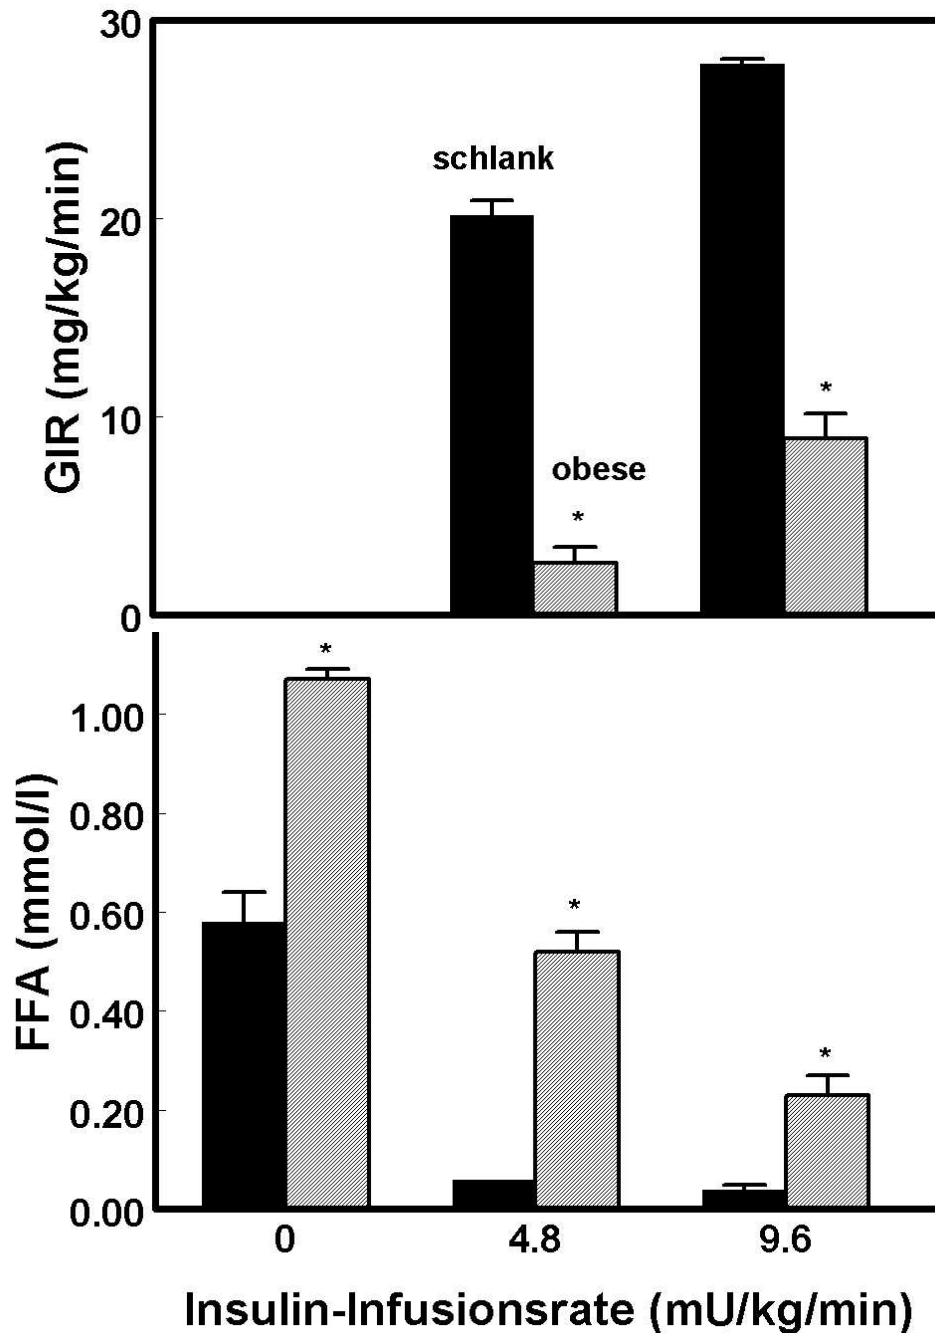 30
schlank
20
GIR (mg/kg/min)
10
obese
*
*
0
*
1.00
0.80
FFA (mmol/l)
0.60
*
0.40
*
0.20
0.00
0 4.8 9.6
Insulin-Infusionsrate (mU/kg/min)